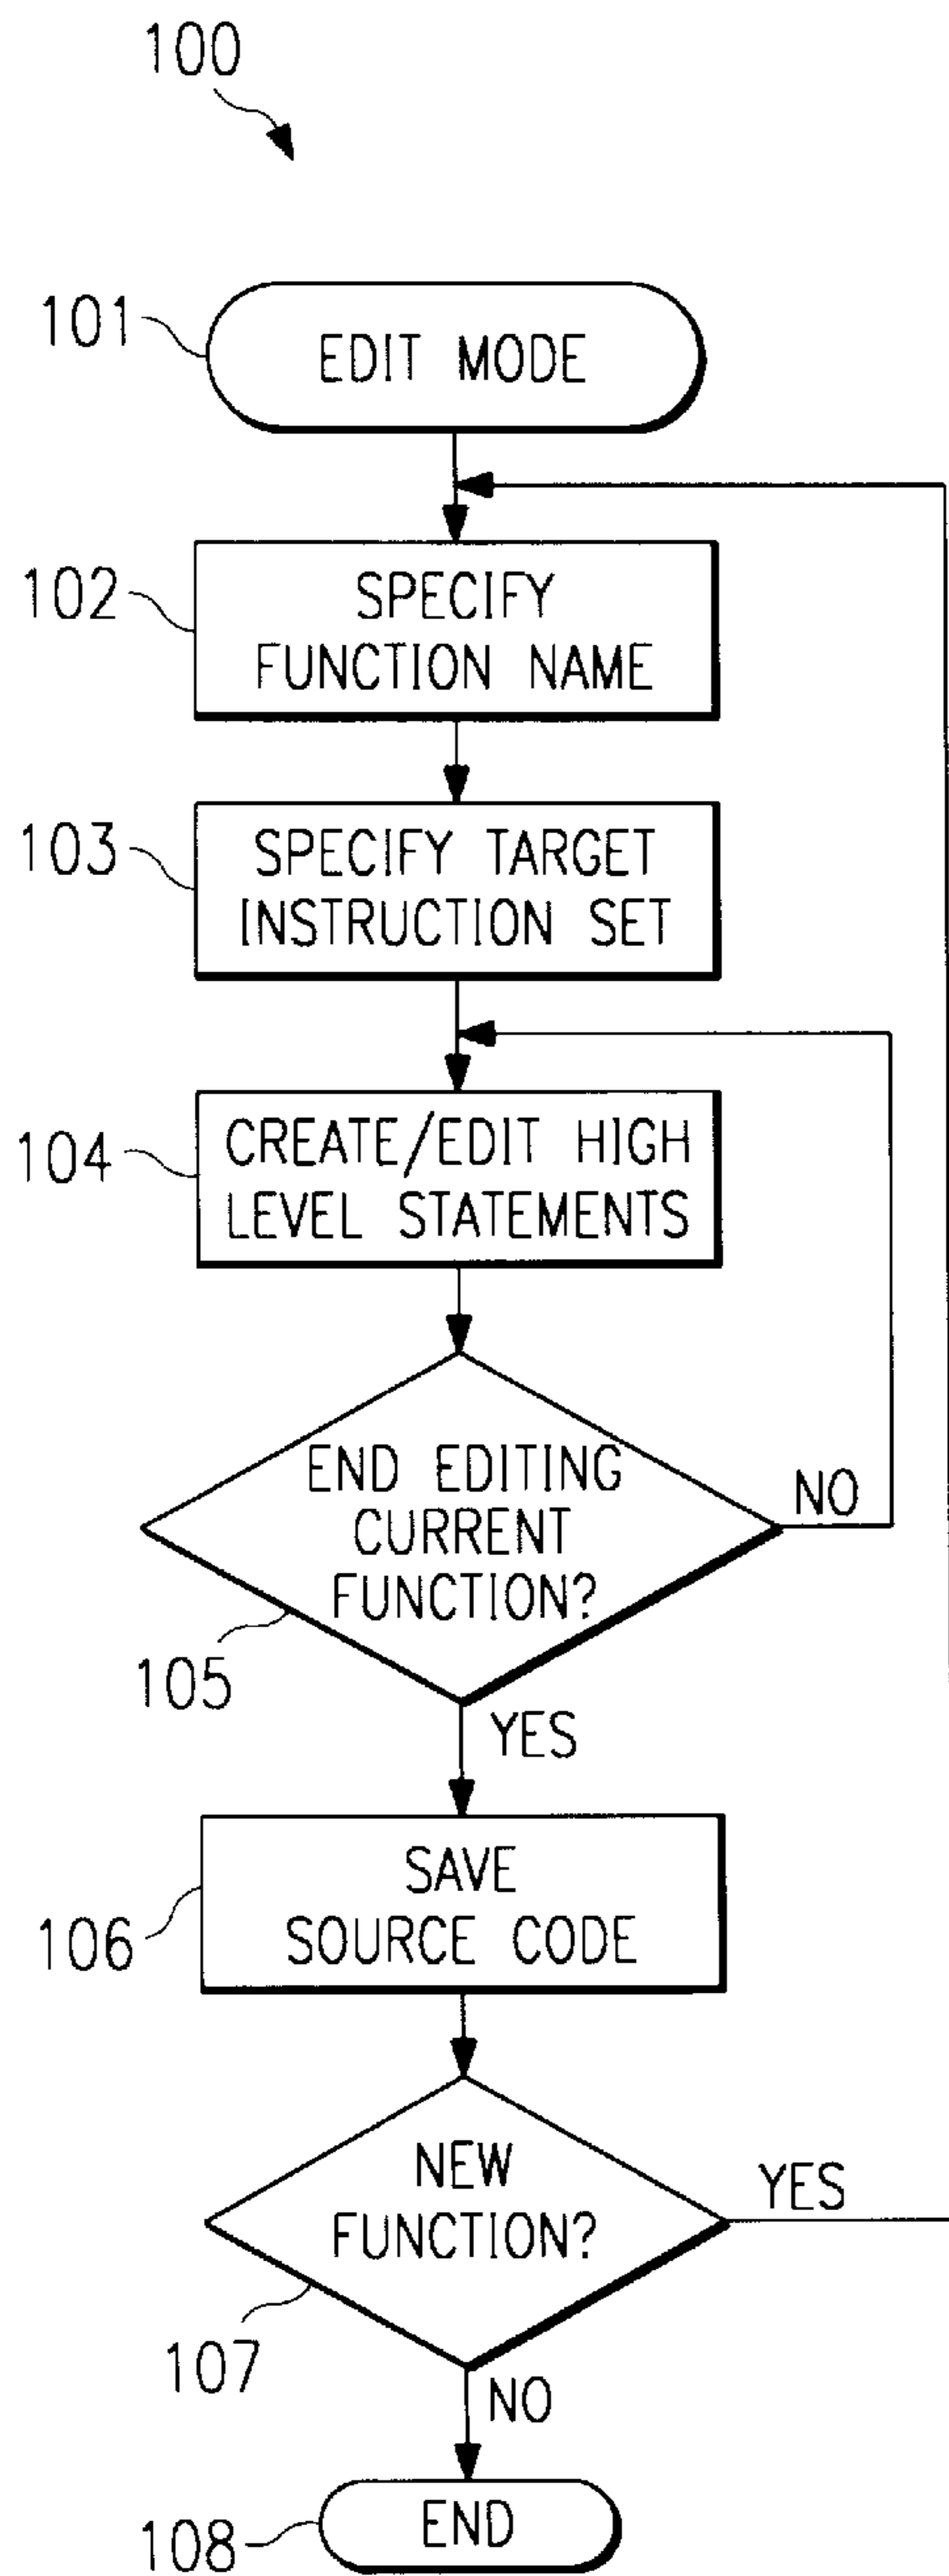 100
101
EDIT MODE
102
SPECIFY
FUNCTION NAME
103
SPECIFY TARGET
INSTRUCTION SET
104
CREATE/EDIT HIGH
LEVEL STATEMENTS
END EDITING
CURRENT
FUNCTION?
NO
105
YES
106
SAVE
SOURCE CODE
NEW
FUNCTION?
YES
107
NO
108
END